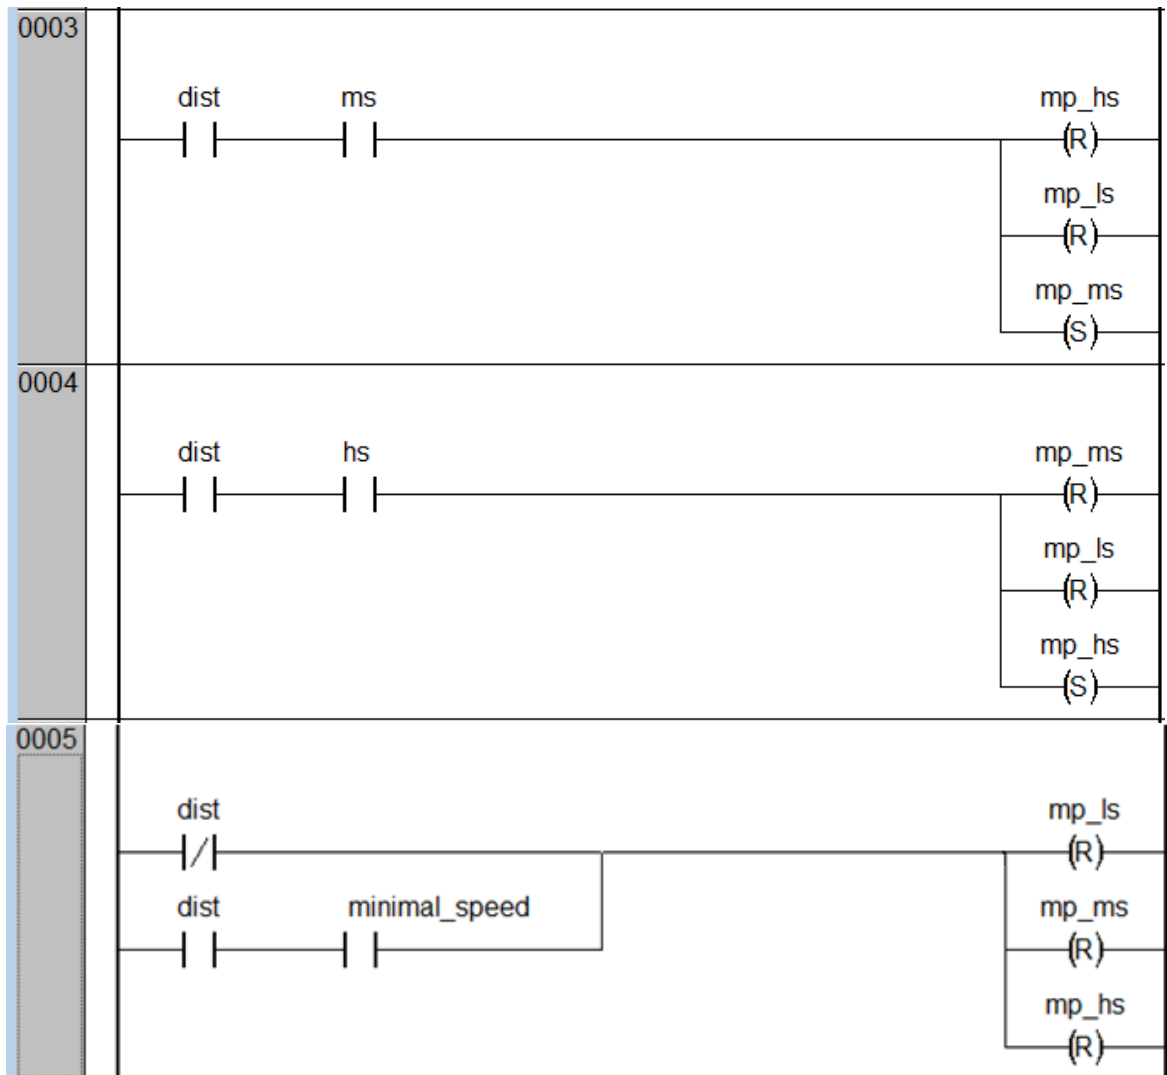 0003
dist ms mp_hs
(R)
mp_ls
(R)
mp_ms
(S)
0004
dist hs mp_ms
(R)
mp_ls
(R)
mp_hs
(S)
0005
dist mp_ls
(R)
dist minimal_speed mp_ms
(R)
mp_hs
(R)